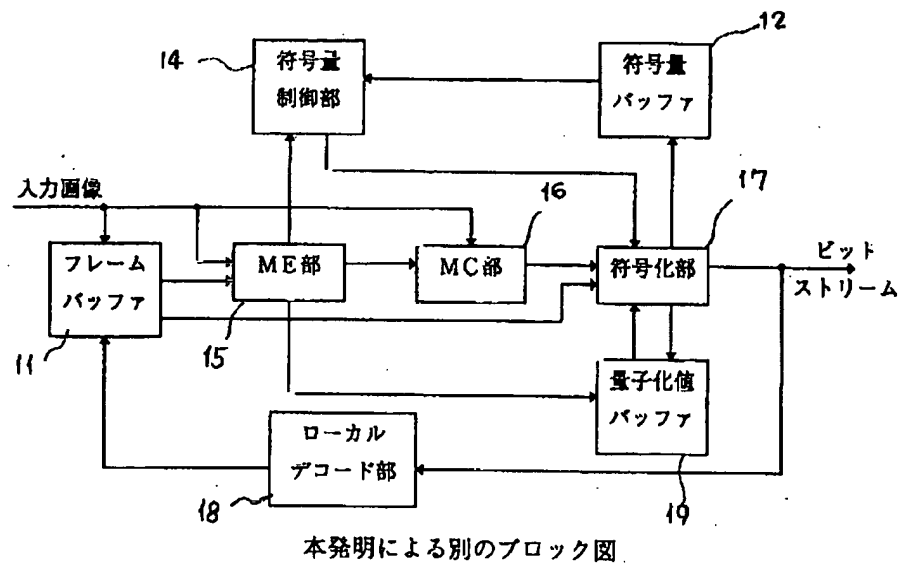 14
符号量
制御部
符号量
バッファ
12
入力画像
16
17
フレーム
バッファ
ME部
MC部
符号化部
ビット
ストリーム
11
15
量子化値
バッファ
ローカル
デコード部
18
19
本発明による別のブロック図